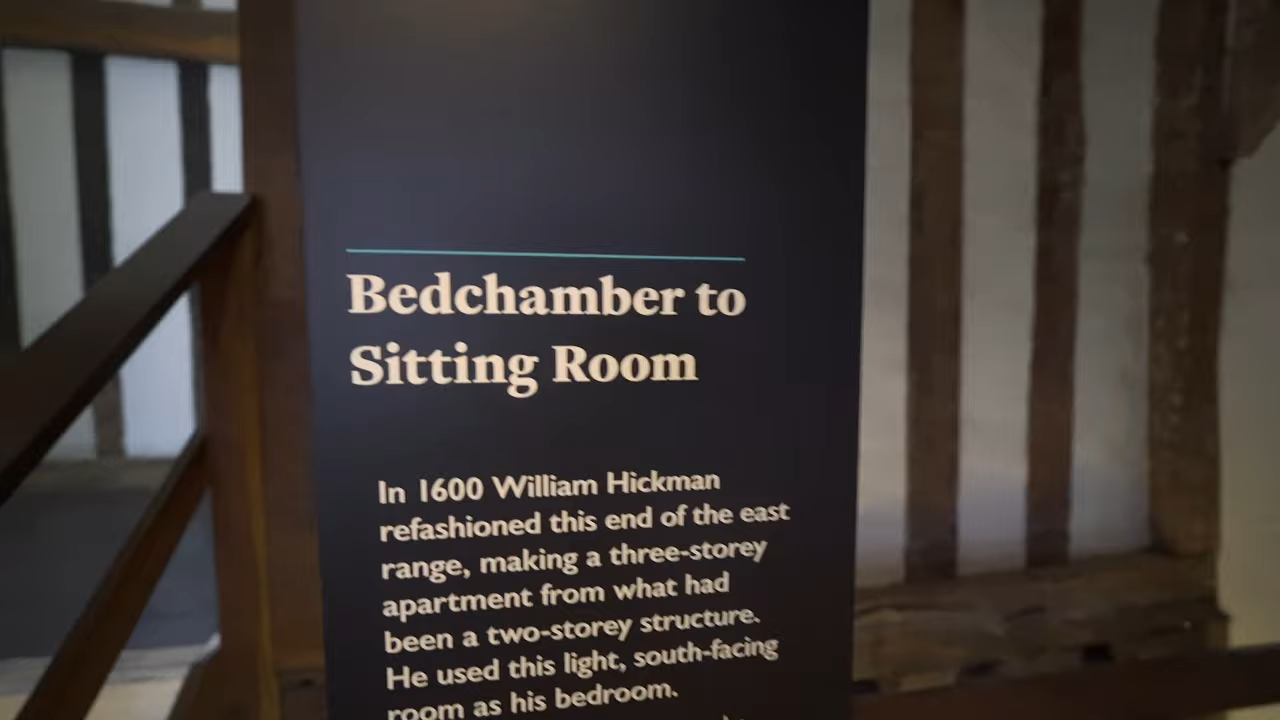 Bedchamber to
Sitting Room
In 1600 William Hickman
refashioned this end of the east
range, making a three-storey
apartment from what had
been a two-storey structure.
He used this light, south-facing
room as his bedroom.